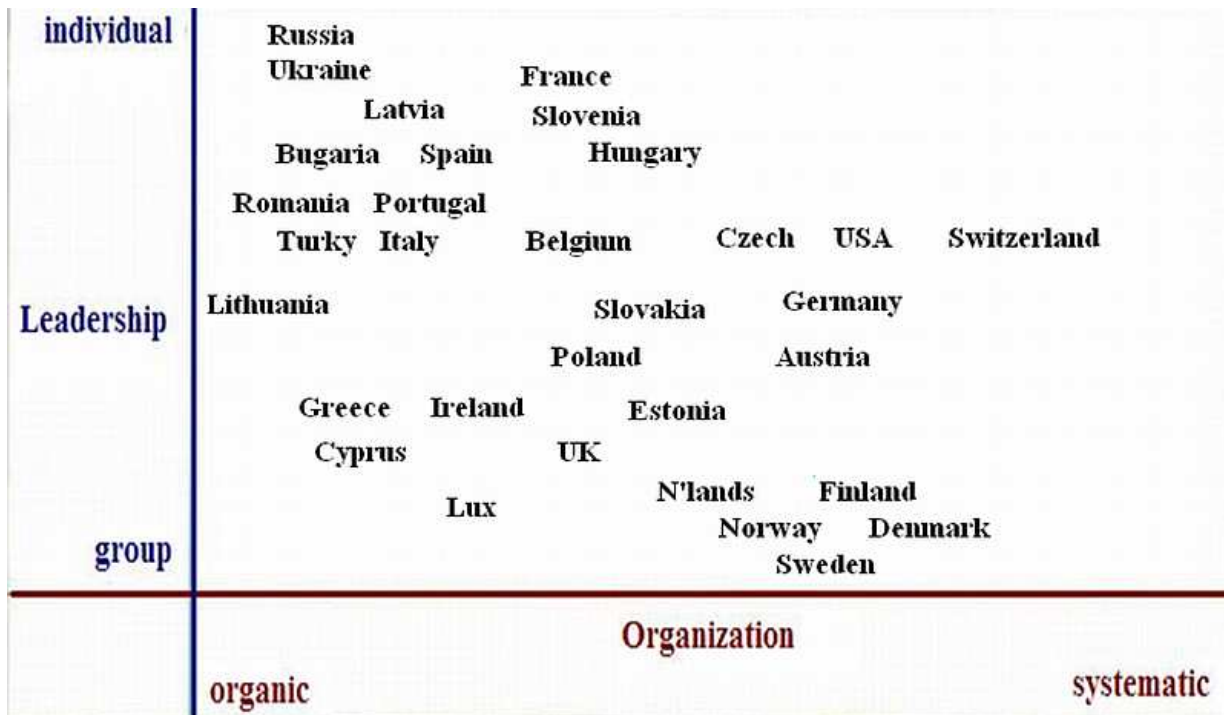 individual
Russia
Ukraine France
Latvia Slovenia
Bugaria Spain Hungary
Romania Portugal
Turky Italy Belgium Czech USA Switzerland
Leadership Lithuania Slovakia Germany
Poland Austria
Greece Ireland Estonia
Cyprus UK
Lux N'lands Finland
group Norway Denmark
Sweden
Organization
organic systematic